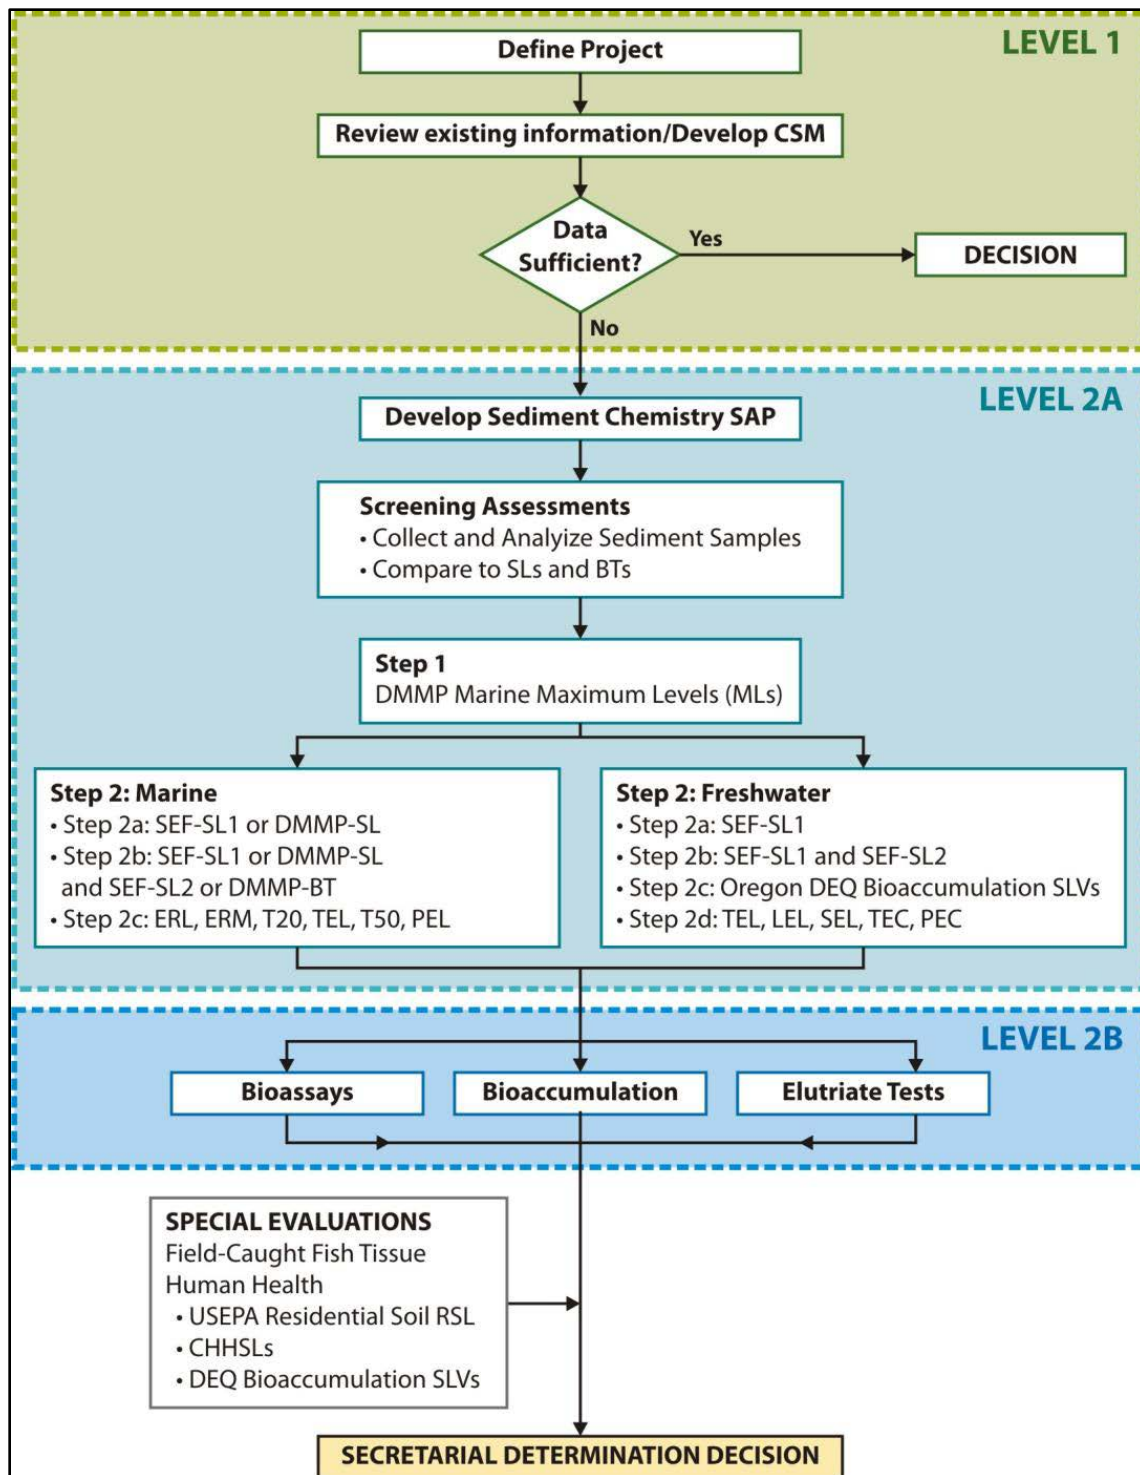 LEVEL 1
Define Project
Review existing information/Develop CSM
Data
Sufficient?
Yes
DECISION
No
LEVEL 2A
Develop Sediment Chemistry SAP
Screening Assessments
• Collect and Analyize Sediment Samples
• Compare to SLs and BTs
Step 1
DMMP Marine Maximum Levels (MLs)
Step 2: Marine
• Step 2a: SEF-SL1 or DMMP-SL
• Step 2b: SEF-SL1 or DMMP-SL
and SEF-SL2 or DMMP-BT
• Step 2c: ERL, ERM, T20, TEL, T50, PEL
Step 2: Freshwater
• Step 2a: SEF-SL1
• Step 2b: SEF-SL1 and SEF-SL2
• Step 2c: Oregon DEQ Bioaccumulation SLVs
• Step 2d: TEL, LEL, SEL, TEC, PEC
LEVEL 2B
Bioassays
Bioaccumulation
Elutriate Tests
SPECIAL EVALUATIONS
Field-Caught Fish Tissue
Human Health
• USEPA Residential Soil RSL
• CHHSLs
• DEQ Bioaccumulation SLVs
SECRETARIAL DETERMINATION DECISION